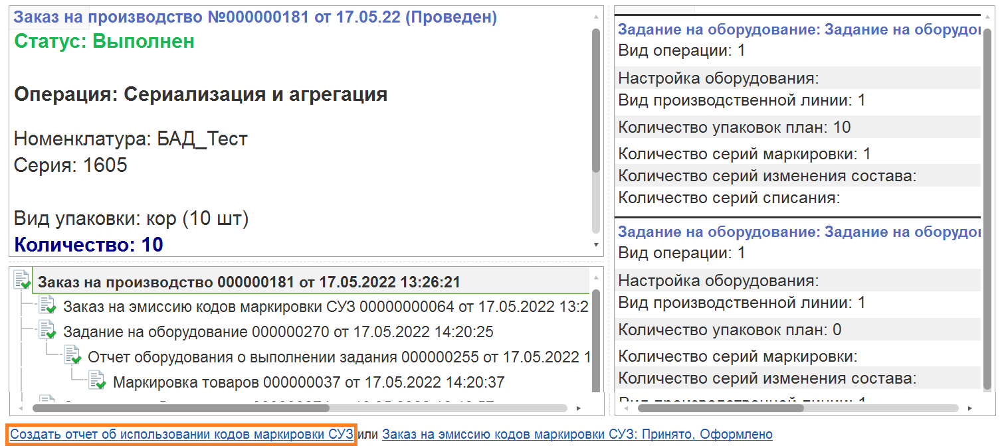 Заказ на производство №000000181 от 17.05.22 (Проведен)
Статус: Выполнен
Операция: Сериализация и агрегация
Номенклатура: БАД_Тест
Серия: 1605
Вид упаковки: кор (10 шт)
Количество: 10
Заказ на производство 000000181 от 17.05.2022 13:26:21
Заказ на эмиссию кодов маркировки СУЗ 00000000064 от 17.05.2022 13:2
Задание на оборудование 000000270 от 17.05.2022 14:20:25
Отчет оборудования о выполнении задания 000000255 от 17.05.2022 1
Маркировка товаров 000000037 от 17.05.2022 14:20:37
Задание на оборудование: Задание на оборудо
Вид операции: 1
Настройка оборудования:
Вид производственной линии: 1
Количество упаковок план: 10
Количество серий маркировки: 1
Количество серий изменения состава:
Количество серий списания:
Задание на оборудование: Задание на оборудо
Вид операции: 1
Настройка оборудования:
Вид производственной линии: 1
Количество упаковок план: 0
Количество серий маркировки:
Количество серий изменения состава:
Вид производственной линии: 1
Создать отчет об использовании кодов маркировки СУЗ или Заказ на эмиссию кодов маркировки СУЗ: Принято, Оформлено